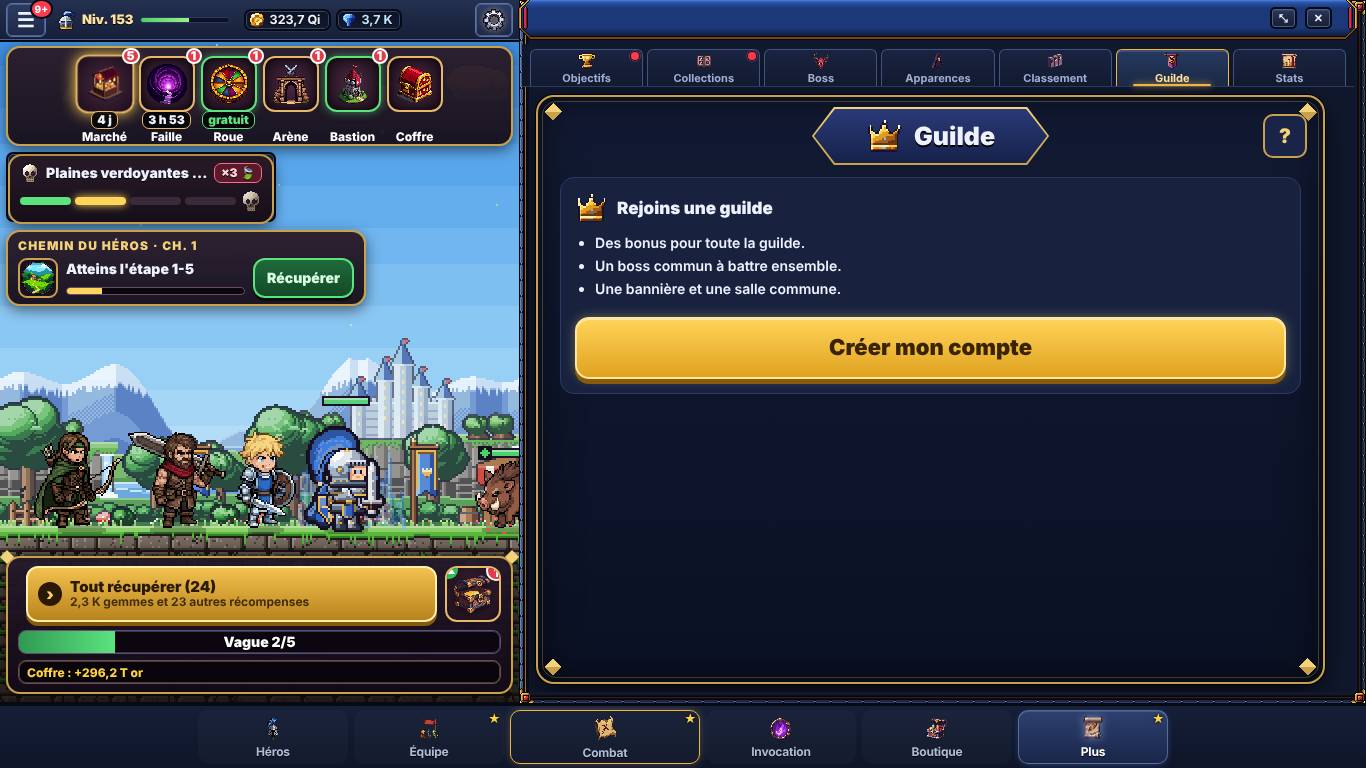 9+
Niv. 153
323,7 Qi
3,7 K
5
1
1
1
1
4 j
3 h 53
gratuit
Marché
Faille
Roue
Arène
Bastion
Coffre
Plaines verdoyantes ...
×3
CHEMIN DU HÉROS · CH. 1
Atteins l'étape 1-5
Récupérer
Tout récupérer (24)
2,3 K gemmes et 23 autres récompenses
Vague 2/5
Coffre : +296,2 T or
Objectifs
Collections
Boss
Apparences
Classement
Guilde
Stats
Guilde
?
Rejoins une guilde
• Des bonus pour toute la guilde.
• Un boss commun à battre ensemble.
• Une bannière et une salle commune.
Créer mon compte
Héros
Équipe
Combat
Invocation
Boutique
Plus